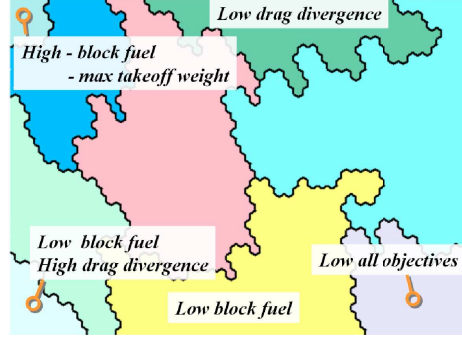 Low drag divergence
High - block fuel
- max takeoff weight
Low block fuel
High drag divergence
Low all objectives
Low block fuel